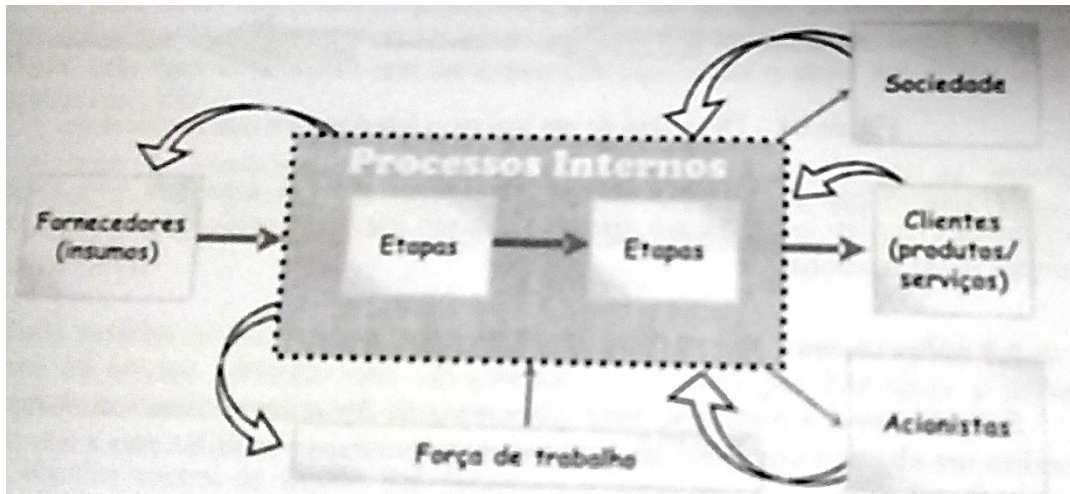 Sociedade
Processos Internos
Fornecedores
(insumos)
Etapas
Etapas
Clientes
(produtos/
serviços)
Força de trabalho
Acionistas